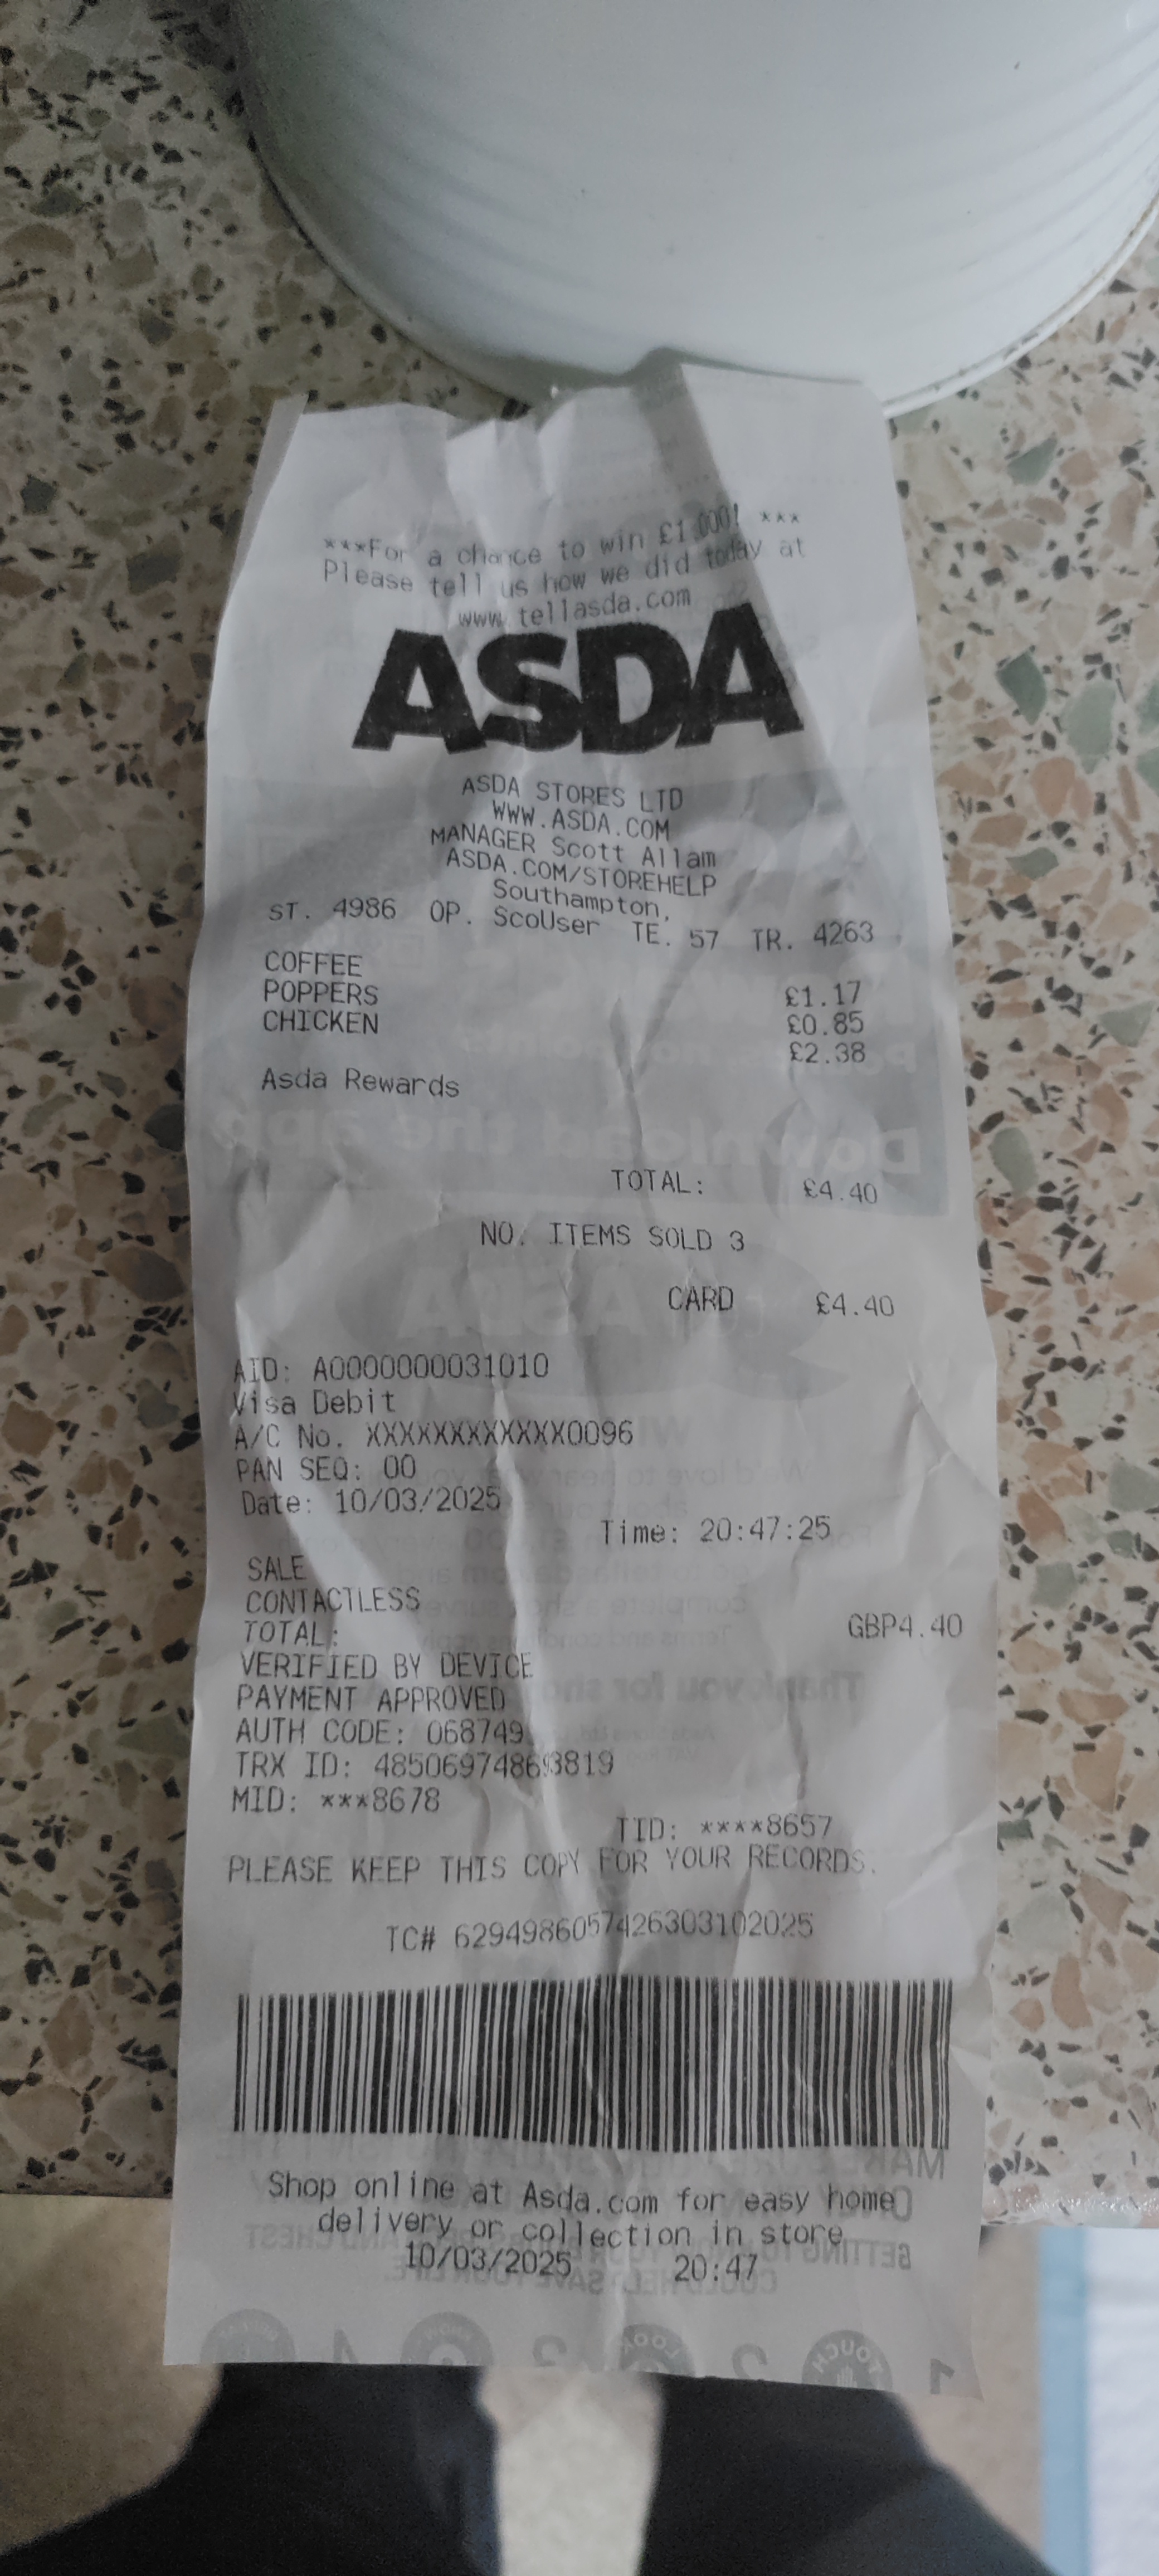 ***For a chance to win £1,000! ***
Please tell us how we did today at
www.tellasda.com
ASDA
ASDA STORES LTD
WWW.ASDA.COM
MANAGER Scott Allam
ASDA.COM/STOREHELP
Southampton,
ST. 4986 OP. ScoUser TE. 57 TR. 4263
COFFEE £1.17
POPPERS £0.85
CHICKEN £2.38
Asda Rewards
TOTAL: £4.40
NO. ITEMS SOLD 3
CARD £4.40
AID: A0000000031010
Visa Debit
A/C No. XXXXXXXXXXXX0096
PAN SEQ: 00
Date: 10/03/2025
Time: 20:47:25
SALE
CONTACTLESS
TOTAL: GBP4.40
VERIFIED BY DEVICE
PAYMENT APPROVED
AUTH CODE: 068749
TRX ID: 485069748693819
MID: ***8678
TID: ****8657
PLEASE KEEP THIS COPY FOR YOUR RECORDS.
TC# 6294986057426303102025
Shop online at Asda.com for easy home
delivery or collection in store
10/03/2025 20:47